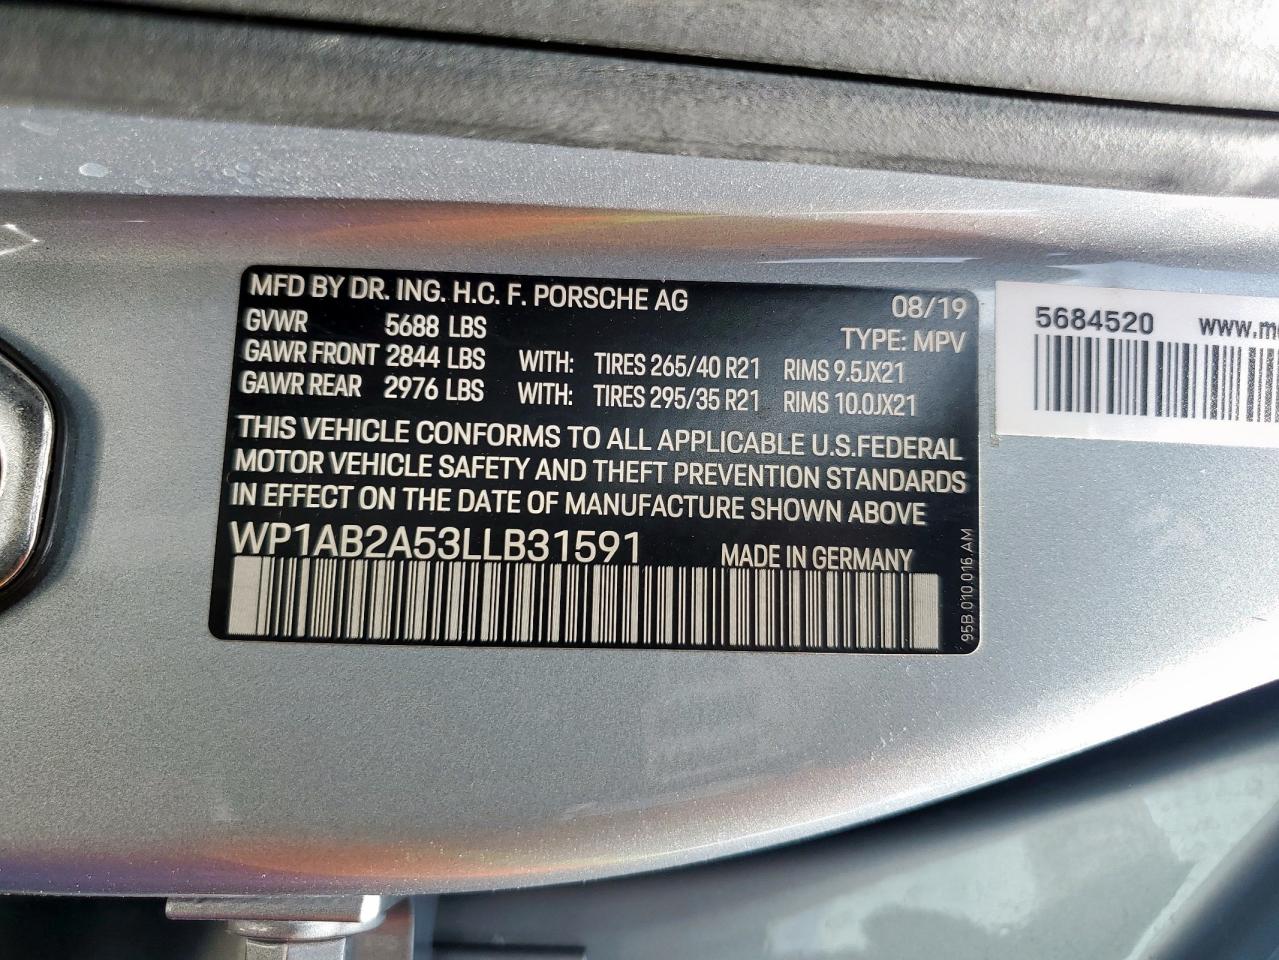 MFD BY DR. ING. H.C. F. PORSCHE AG 08/19
GVWR 5688 LBS TYPE: MPV
GAWR FRONT 2844 LBS WITH: TIRES 265/40 R21 RIMS 9.5JX21
GAWR REAR 2976 LBS WITH: TIRES 295/35 R21 RIMS 10.0JX21
THIS VEHICLE CONFORMS TO ALL APPLICABLE U.S.FEDERAL
MOTOR VEHICLE SAFETY AND THEFT PREVENTION STANDARDS
IN EFFECT ON THE DATE OF MANUFACTURE SHOWN ABOVE
WP1AB2A53LLB31591 MADE IN GERMANY
95B.010.016.AM
5684520 www.m